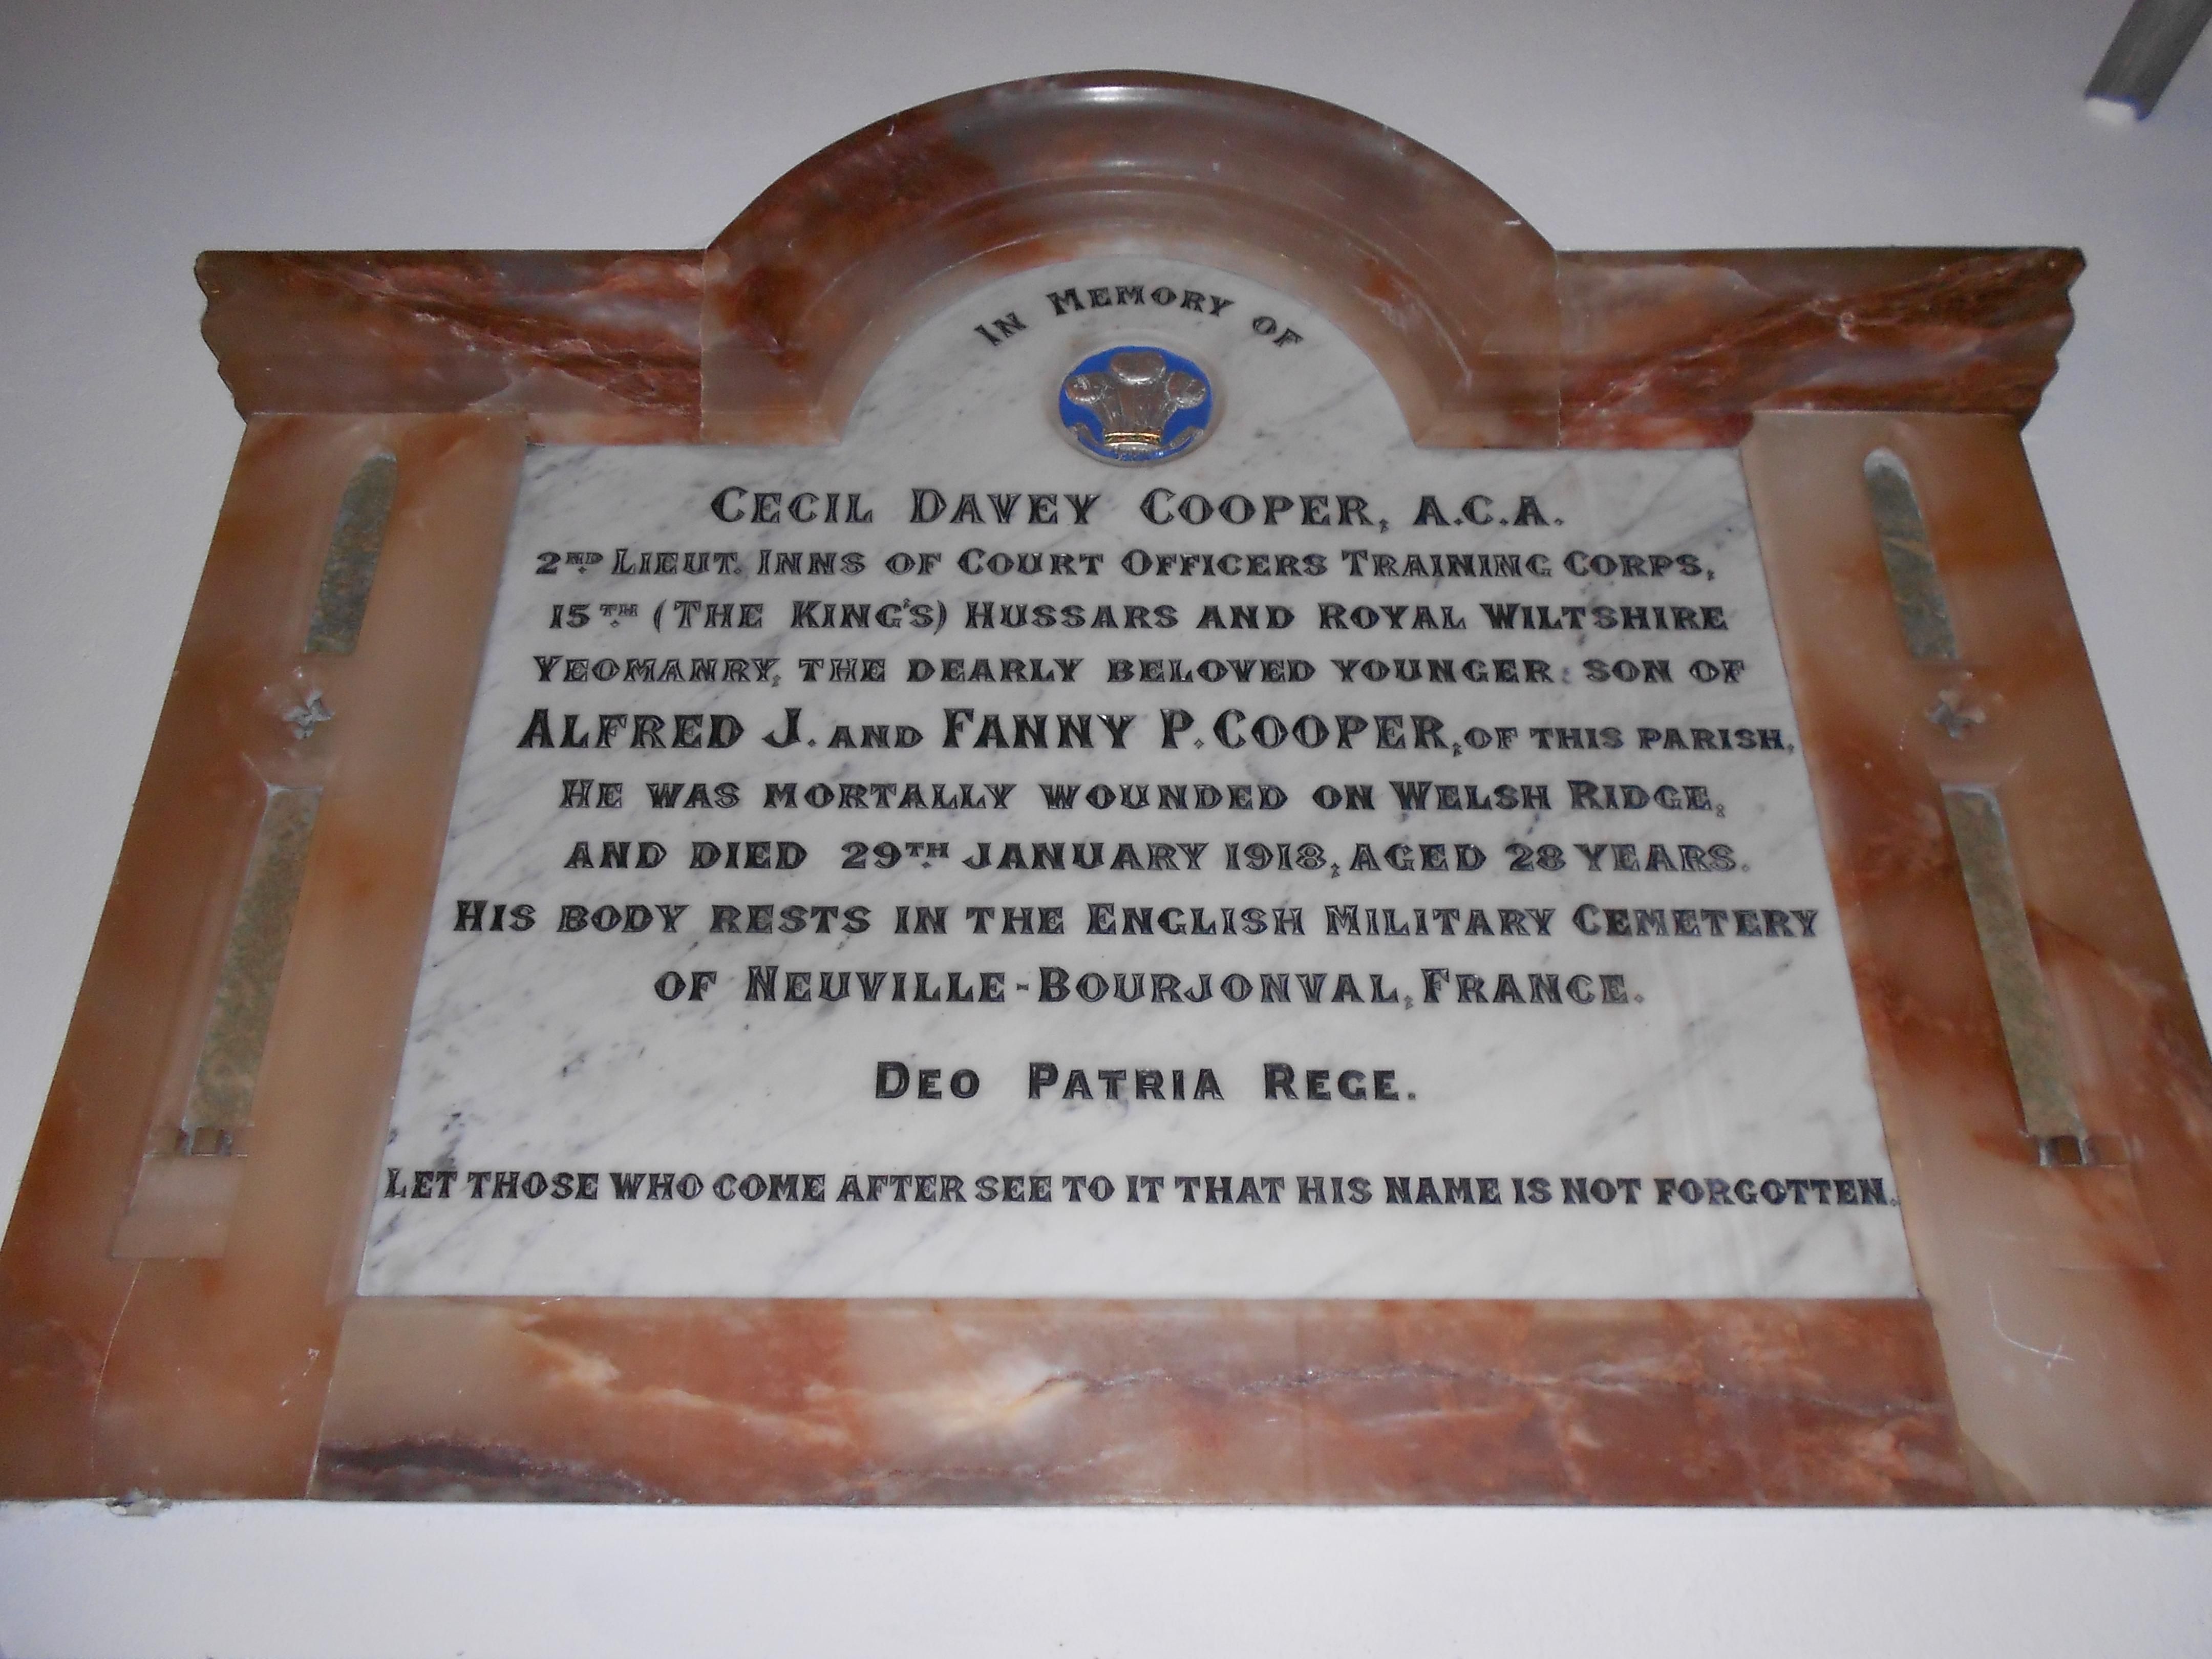 IN MEMORY OF
CECIL DAVEY COOPER, A.C.A.
2ND LIEUT. INNS OF COURT OFFICERS TRAINING CORPS,
15TH (THE KING'S) HUSSARS AND ROYAL WILTSHIRE
YEOMANRY, THE DEARLY BELOVED YOUNGER SON OF
ALFRED J. AND FANNY P. COOPER, OF THIS PARISH,
HE WAS MORTALLY WOUNDED ON WELSH RIDGE,
AND DIED 29TH JANUARY 1918, AGED 28 YEARS.
HIS BODY RESTS IN THE ENGLISH MILITARY CEMETERY
OF NEUVILLE-BOURJONVAL, FRANCE.
DEO PATRIA REGE.
LET THOSE WHO COME AFTER SEE TO IT THAT HIS NAME IS NOT FORGOTTEN.